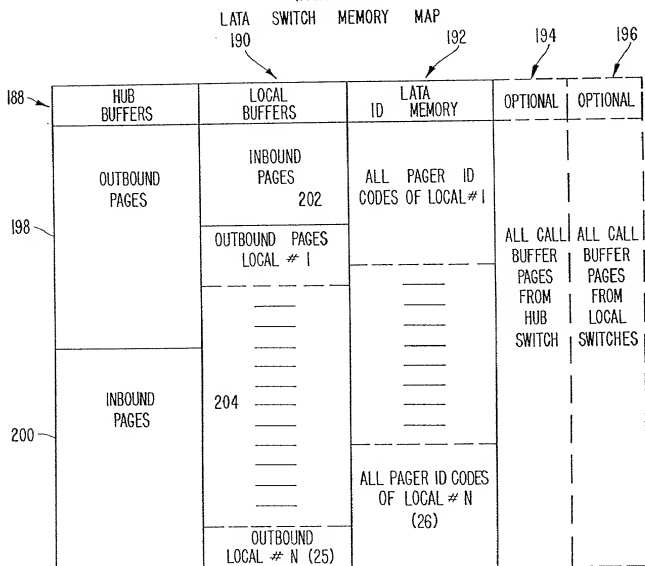 LATA SWITCH MEMORY MAP
190
192
194
196
188
HUB
BUFFERS
LOCAL
BUFFERS
LATA
ID MEMORY
OPTIONAL
OPTIONAL
OUTBOUND
PAGES
198
INBOUND
PAGES
202
OUTBOUND PAGES
LOCAL # 1
ALL PAGER ID
CODES OF LOCAL #1
ALL CALL
BUFFER
PAGES
FROM
HUB
SWITCH
ALL CALL
BUFFER
PAGES
FROM
LOCAL
SWITCHES
INBOUND
PAGES
200
204
ALL PAGER ID CODES
OF LOCAL # N
(26)
OUTBOUND
LOCAL # N (25)